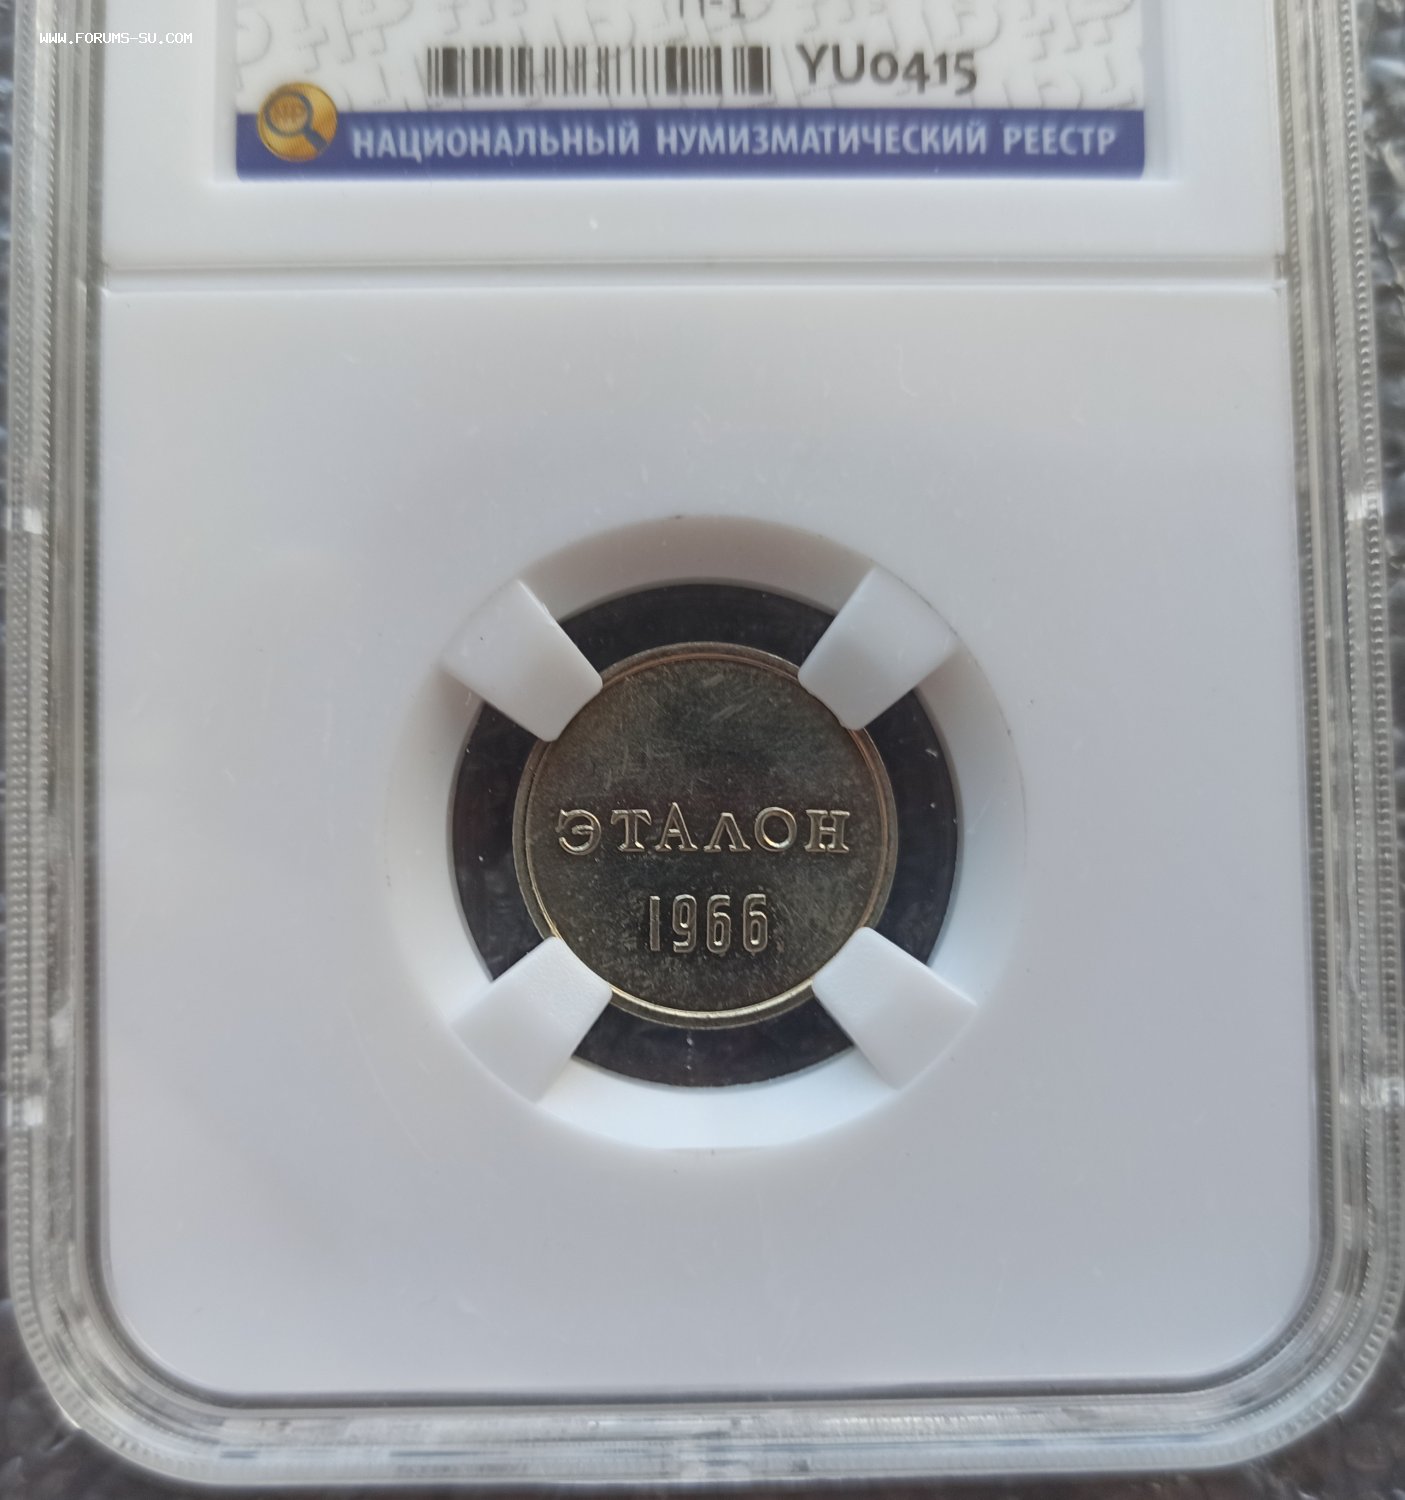 WWW.FORUMS-SU.COM
YU0415
НАЦИОНАЛЬНЫЙ НУМИЗМАТИЧЕСКИЙ РЕЕСТР
ЭТАЛОН
1966